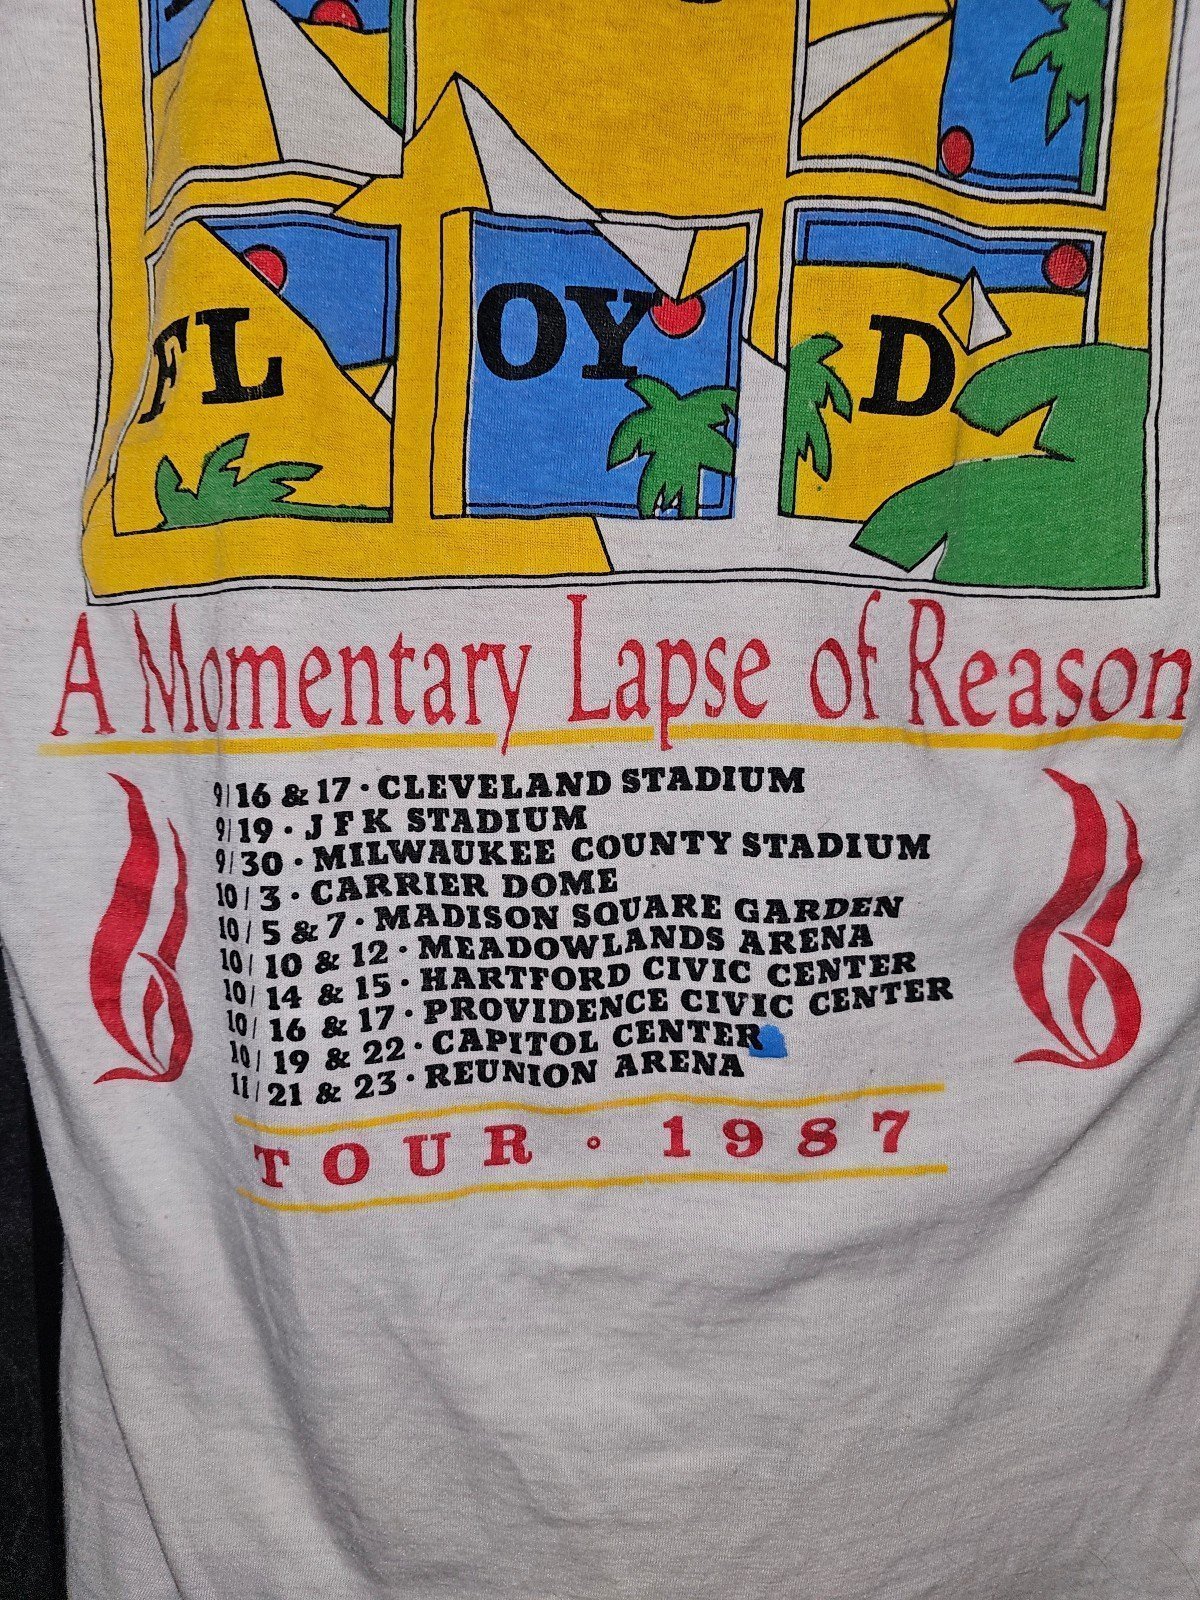 FL OY D
A Momentary Lapse of Reason
9/16 & 17 · CLEVELAND STADIUM
9/19 · JFK STADIUM
9/30 · MILWAUKEE COUNTY STADIUM
10/3 · CARRIER DOME
10/5 & 7 · MADISON SQUARE GARDEN
10/10 & 12 · MEADOWLANDS ARENA
10/14 & 15 · HARTFORD CIVIC CENTER
10/16 & 17 · PROVIDENCE CIVIC CENTER
10/19 & 22 · CAPITOL CENTER
11/21 & 23 · REUNION ARENA
TOUR · 1987